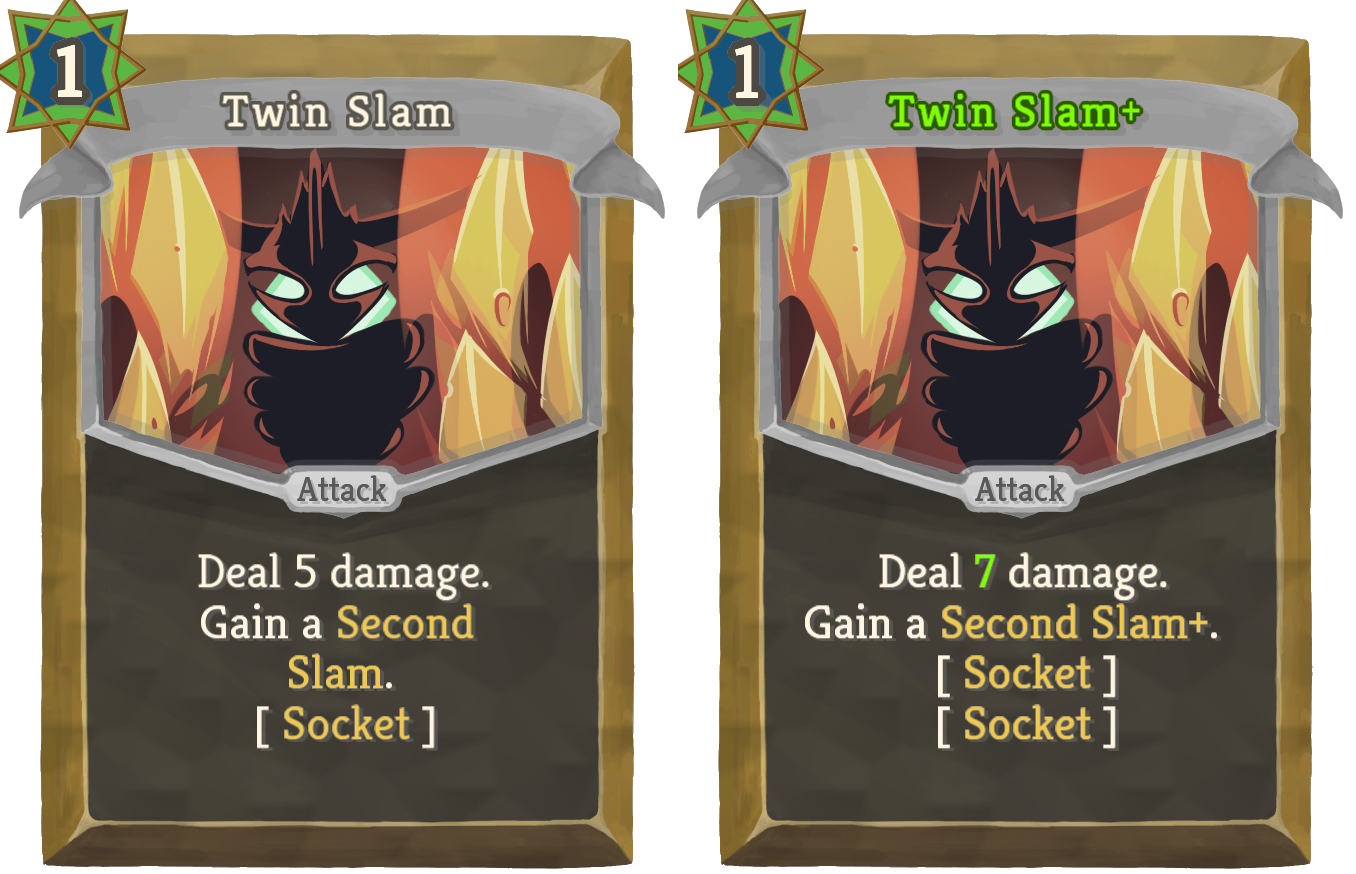 1
Twin Slam
Attack
Deal 5 damage.
Gain a Second
Slam.
[ Socket ]
1
Twin Slam+
Attack
Deal 7 damage.
Gain a Second Slam+.
[ Socket ]
[ Socket ]